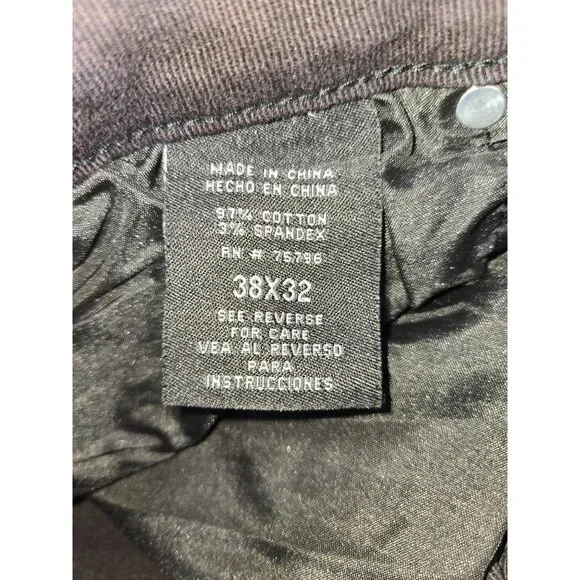 MADE IN CHINA
HECHO EN CHINA
97% COTTON
3% SPANDEX
RN # 75796
38X32
SEE REVERSE
FOR CARE
VEA AL REVERSO
PARA
INSTRUCCIONES